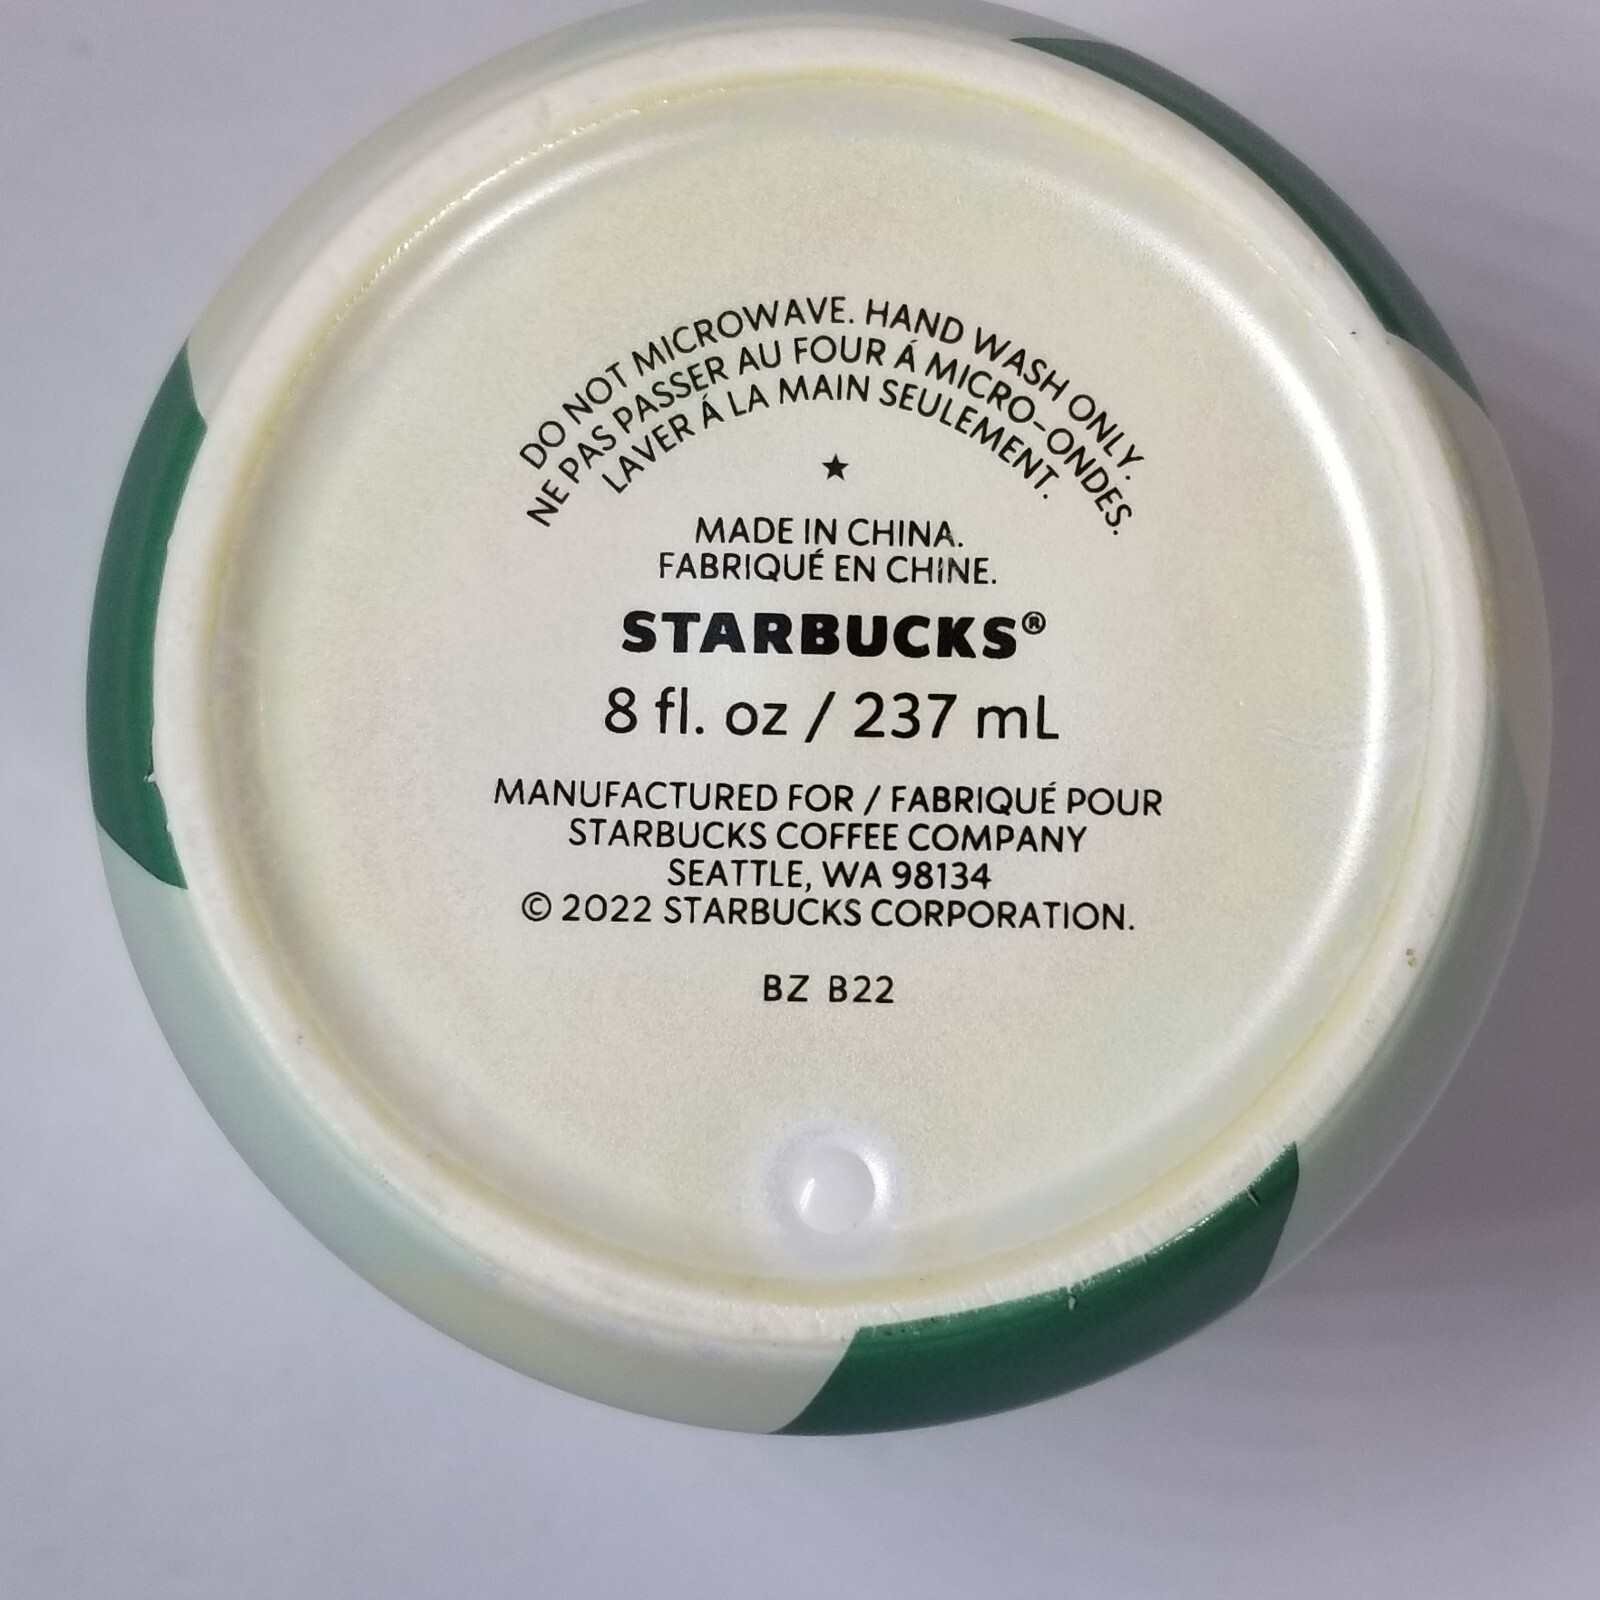 DO NOT MICROWAVE. HAND WASH ONLY.
NE PAS PASSER AU FOUR Á MICRO-ONDES.
LAVER Á LA MAIN SEULEMENT.
★
MADE IN CHINA.
FABRIQUÉ EN CHINE.
STARBUCKS®
8 fl. oz / 237 mL
MANUFACTURED FOR / FABRIQUÉ POUR
STARBUCKS COFFEE COMPANY
SEATTLE, WA 98134
© 2022 STARBUCKS CORPORATION.
BZ B22